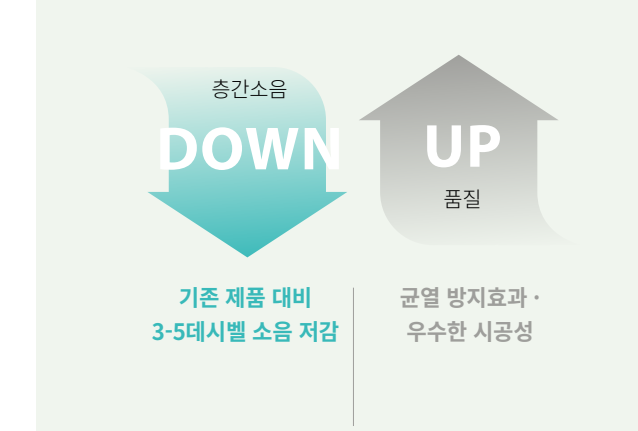 층간소음
DOWN
UP
품질
기존 제품 대비
3-5데시벨 소음 저감
균열 방지효과 ·
우수한 시공성